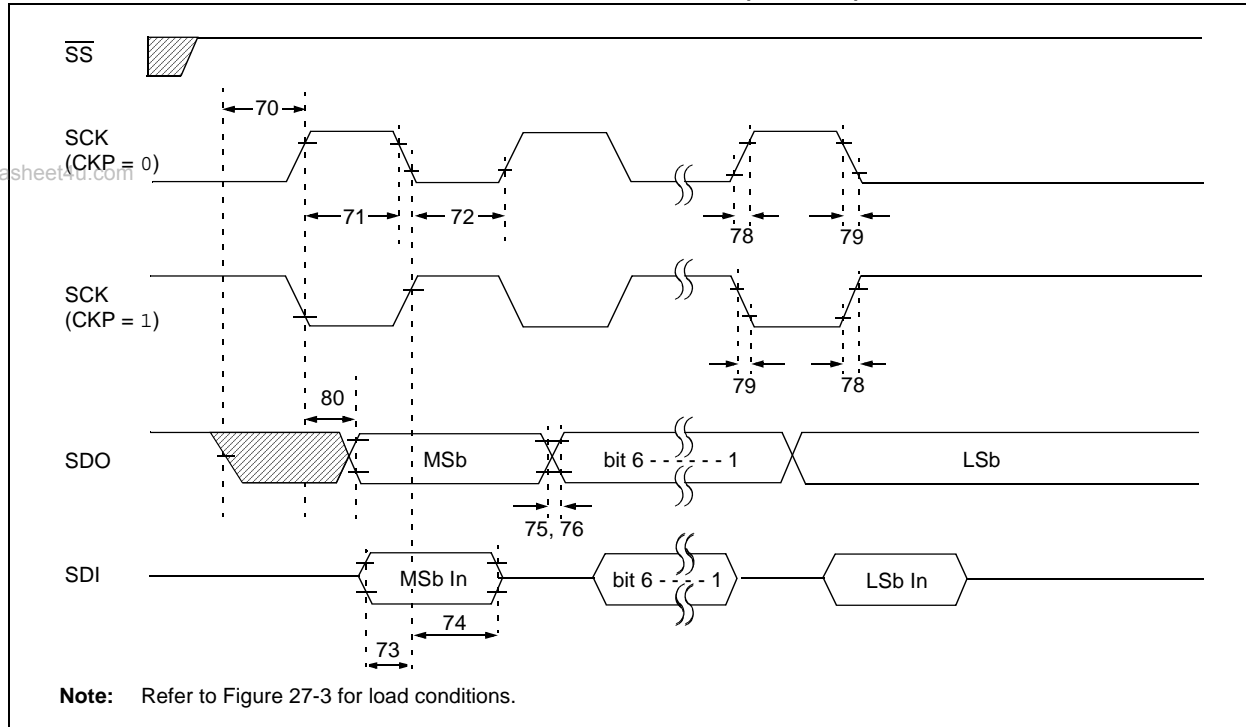 SS
70
SCK
(CKP = 0)
asheet4u.com
71
72
78
79
SCK
(CKP = 1)
79
78
80
SDO
MSb
bit 6 - - - - - - 1
LSb
75, 76
SDI
MSb In
bit 6 - - - - 1
LSb In
74
73
Note: Refer to Figure 27-3 for load conditions.